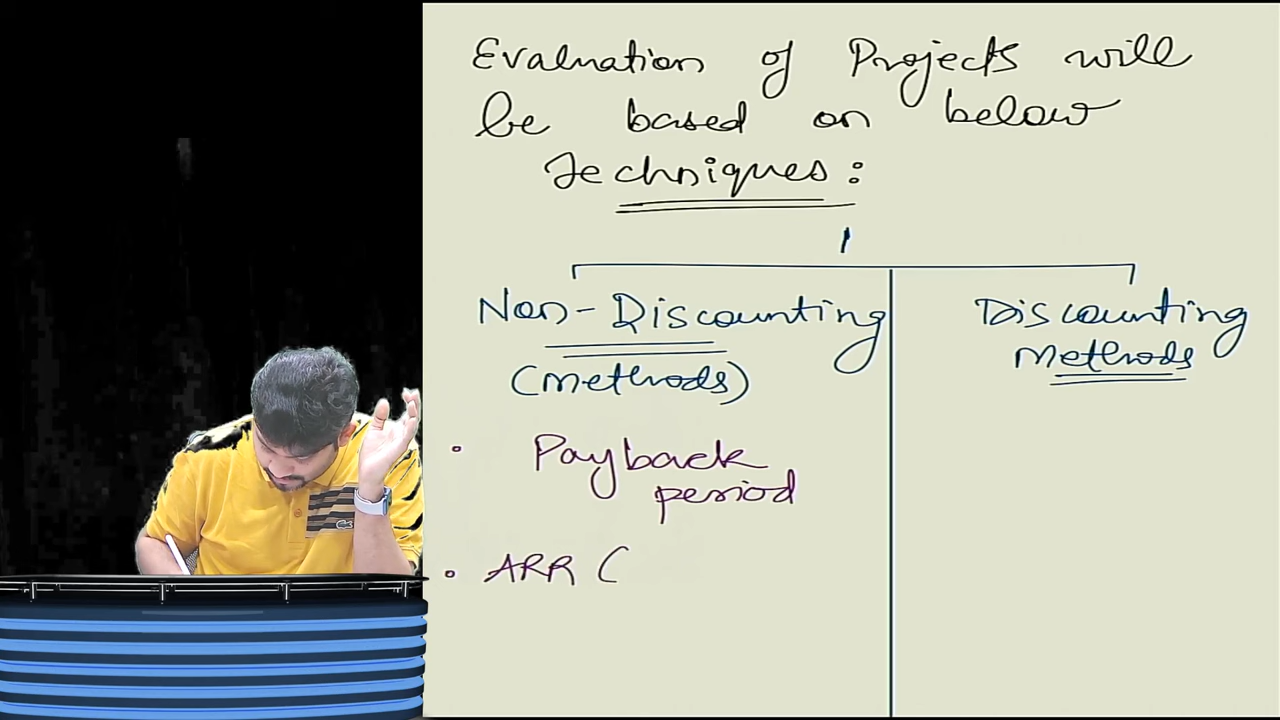 Evaluation of Projects will
be based on below
Techniques:
Non-Discounting
(Methods)
Discounting
Methods
• Payback
period
• ARR (